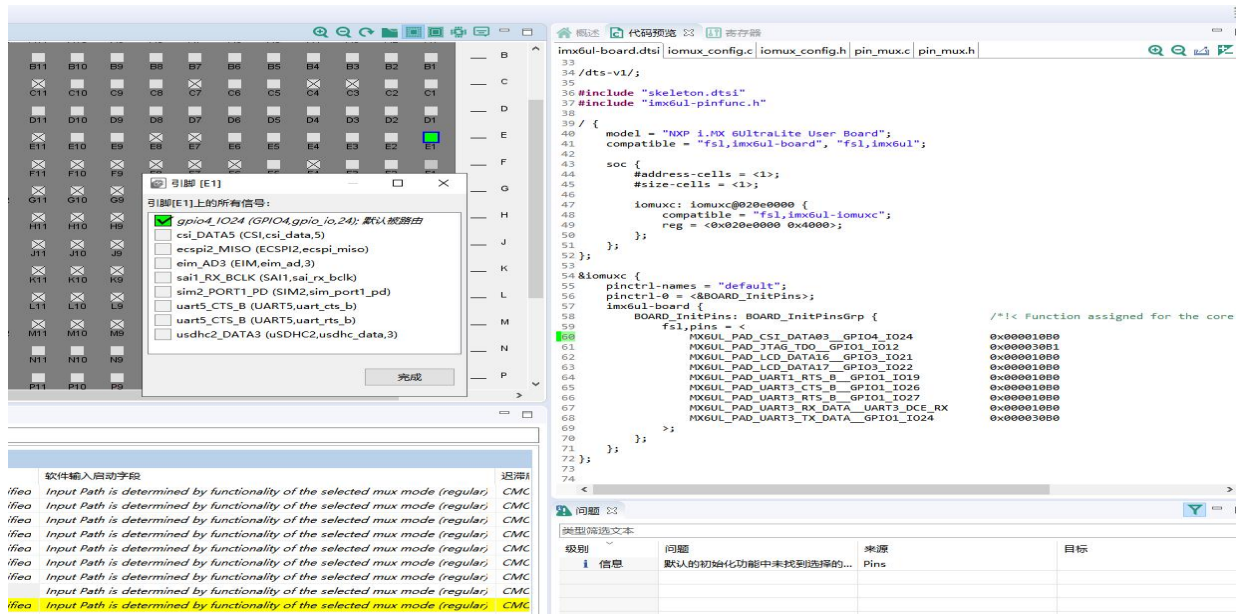 概述 代码预览 寄存器
imx6ul-board.dtsi iomux_config.c iomux_config.h pin_mux.c pin_mux.h
B11 B10 B9 B8 B7 B6 B5 B4 B3 B2 B1 B
C11 C10 C9 C8 C7 C6 C5 C4 C3 C2 C1 C
D11 D10 D9 D8 D7 D6 D5 D4 D3 D2 D1 D
E11 E10 E9 E8 E7 E6 E5 E4 E3 E2 E1 E
F11 F10 F9 F
G11 G10 G9 G
H11 H10 H9 H
J11 J10 J9 J
K11 K10 K9 K
L11 L10 L9 L
M11 M10 M9 M
N11 N10 N9 N
P11 P10 P9 P
引脚 [E1]
引脚[E1]上的所有信号:
gpio4_IO24 (GPIO4,gpio_io,24); 默认被路由
csi_DATA5 (CSI,csi_data,5)
ecspi2_MISO (ECSPI2,ecspi_miso)
eim_AD3 (EIM,eim_ad,3)
sai1_RX_BCLK (SAI1,sai_rx_bclk)
sim2_PORT1_PD (SIM2,sim_port1_pd)
uart5_CTS_B (UART5,uart_cts_b)
uart5_CTS_B (UART5,uart_rts_b)
usdhc2_DATA3 (uSDHC2,usdhc_data,3)
完成
33
34 /dts-v1/;
35
36 #include "skeleton.dtsi"
37 #include "imx6ul-pinfunc.h"
38
39 / {
40 model = "NXP i.MX 6UltraLite User Board";
41 compatible = "fsl,imx6ul-board", "fsl,imx6ul";
42
43 soc {
44 #address-cells = <1>;
45 #size-cells = <1>;
46
47 iomuxc: iomuxc@020e0000 {
48 compatible = "fsl,imx6ul-iomuxc";
49 reg = <0x020e0000 0x4000>;
50 };
51 };
52 };
53
54 &iomuxc {
55 pinctrl-names = "default";
56 pinctrl-0 = <&BOARD_InitPins>;
57 imx6ul-board {
58 BOARD_InitPins: BOARD_InitPinsGrp { /*!< Function assigned for the core
59 fsl,pins = <
60 MX6UL_PAD_CSI_DATA03__GPIO4_IO24 0x000010B0
61 MX6UL_PAD_JTAG_TDO__GPIO1_IO12 0x000030B1
62 MX6UL_PAD_LCD_DATA16__GPIO3_IO21 0x000010B0
63 MX6UL_PAD_LCD_DATA17__GPIO3_IO22 0x000010B0
64 MX6UL_PAD_UART1_RTS_B__GPIO1_IO19 0x000010B0
65 MX6UL_PAD_UART3_CTS_B__GPIO1_IO26 0x000010B0
66 MX6UL_PAD_UART3_RTS_B__GPIO1_IO27 0x000010B0
67 MX6UL_PAD_UART3_RX_DATA__UART3_DCE_RX 0x000010B0
68 MX6UL_PAD_UART3_TX_DATA__GPIO1_IO24 0x000030B0
69 >;
70 };
71 };
72 };
73
74
软件输入启动字段 迟滞
ified Input Path is determined by functionality of the selected mux mode (regular) CMC
ified Input Path is determined by functionality of the selected mux mode (regular) CMC
ified Input Path is determined by functionality of the selected mux mode (regular) CMC
ified Input Path is determined by functionality of the selected mux mode (regular) CMC
ified Input Path is determined by functionality of the selected mux mode (regular) CMC
ified Input Path is determined by functionality of the selected mux mode (regular) CMC
ified Input Path is determined by functionality of the selected mux mode (regular) CMC
Input Path is determined by functionality of the selected mux mode (regular) CMC
ified Input Path is determined by functionality of the selected mux mode (regular) CMC
问题
类型筛选文本
级别 问题 来源 目标
信息 默认的初始化功能中未找到选择的... Pins